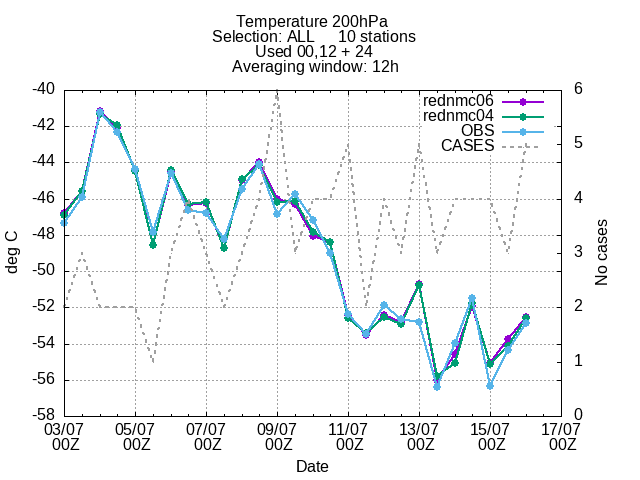 Temperature 200hPa
Selection: ALL 10 stations
Used 00,12 + 24
Averaging window: 12h
rednmc06
rednmc04
OBS
CASES
-40
-42
-44
-46
-48
-50
-52
-54
-56
-58
deg C
6
5
4
3
2
1
0
No cases
03/07 05/07 07/07 09/07 11/07 13/07 15/07 17/07
00Z 00Z 00Z 00Z 00Z 00Z 00Z 00Z
Date